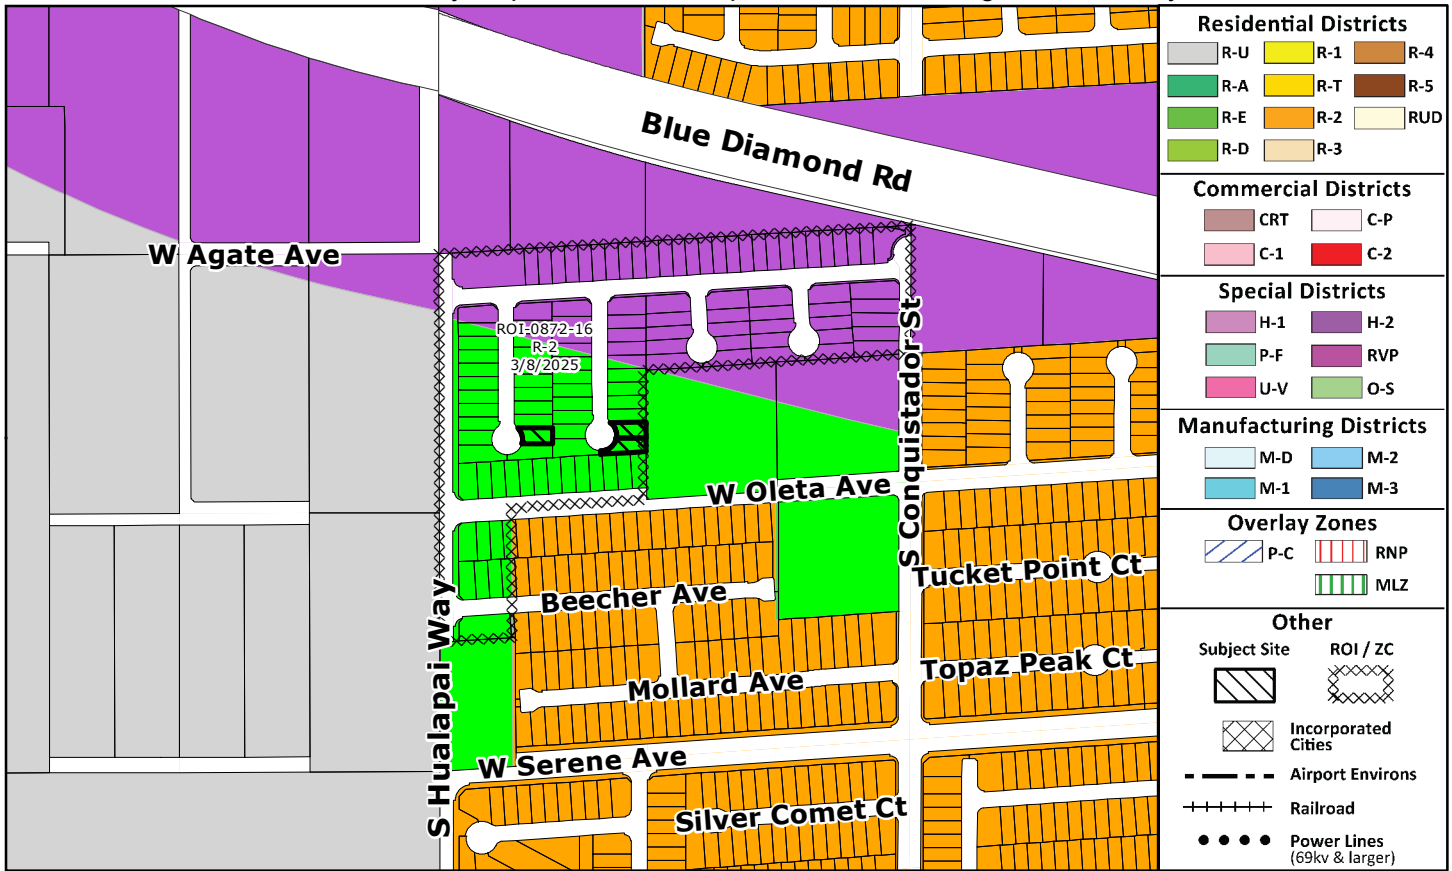 Blue Diamond Rd
W Agate Ave
ROI-0872-16
R-2
3/8/2025
S Conquistador St
W Oleta Ave
Tucket Point Ct
Beecher Ave
S Hualapai Way
Topaz Peak Ct
Mollard Ave
W Serene Ave
Silver Comet Ct
Residential Districts
R-U R-1 R-4
R-A R-T R-5
R-E R-2 RUD
R-D R-3
Commercial Districts
CRT C-P
C-1 C-2
Special Districts
H-1 H-2
P-F RVP
U-V O-S
Manufacturing Districts
M-D M-2
M-1 M-3
Overlay Zones
P-C RNP
MLZ
Other
Subject Site ROI / ZC
Incorporated
Cities
Airport Environs
Railroad
Power Lines
(69kv & larger)